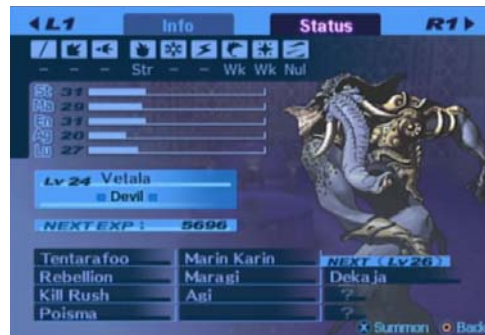 L1 Info Status R1
- - - Str - - Wk Wk Nul
St 31
Ma 29
En 31
Ag 20
Lu 27
Lv 24 Vetala
Devil
NEXT EXP: 5696
Tentarafoo Marin Karin NEXT (LV26)
Rebellion Maragi Dekaja
Kill Rush Agi ?
Poisma ?
X Summon O Back